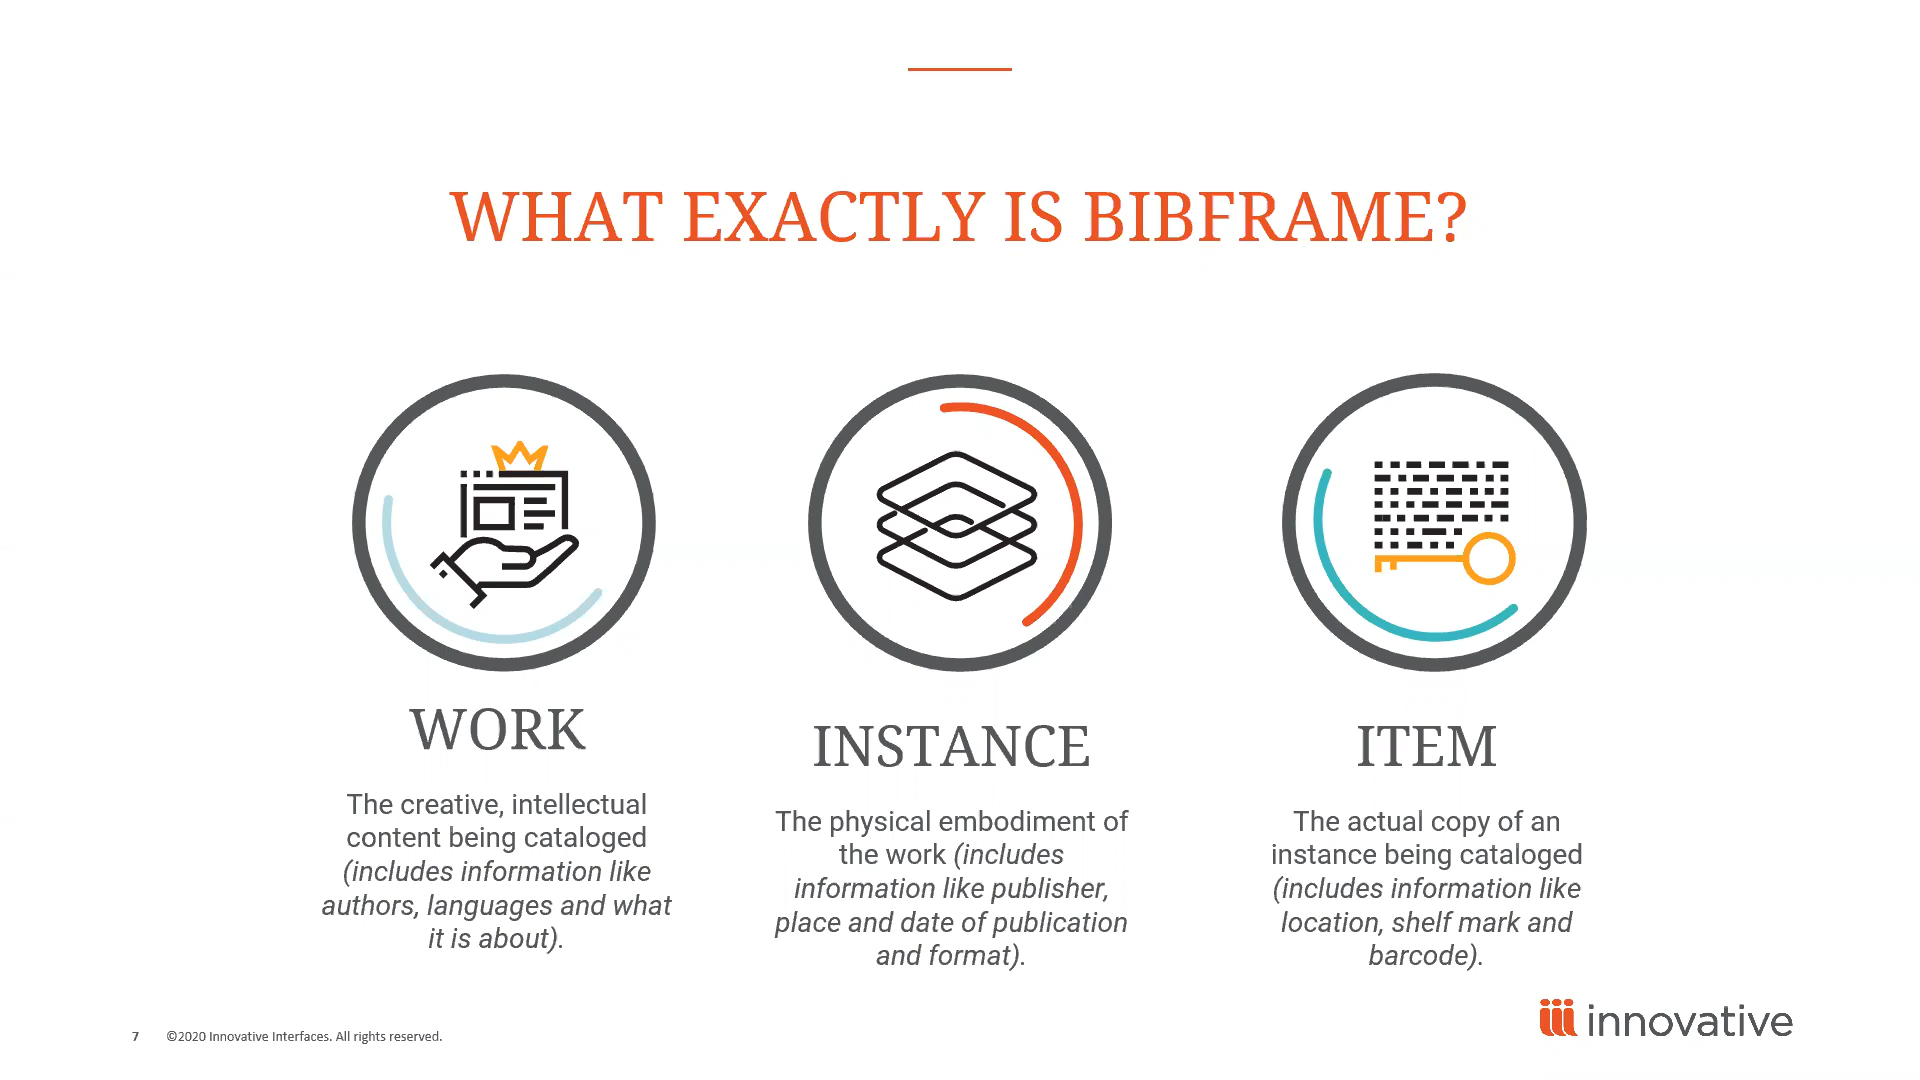 WHAT EXACTLY IS BIBFRAME?
WORK
The creative, intellectual
content being cataloged
(includes information like
authors, languages and what
it is about).
INSTANCE
The physical embodiment of
the work (includes
information like publisher,
place and date of publication
and format).
ITEM
The actual copy of an
instance being cataloged
(includes information like
location, shelf mark and
barcode).
7 ©2020 Innovative Interfaces. All rights reserved.
iii innovative